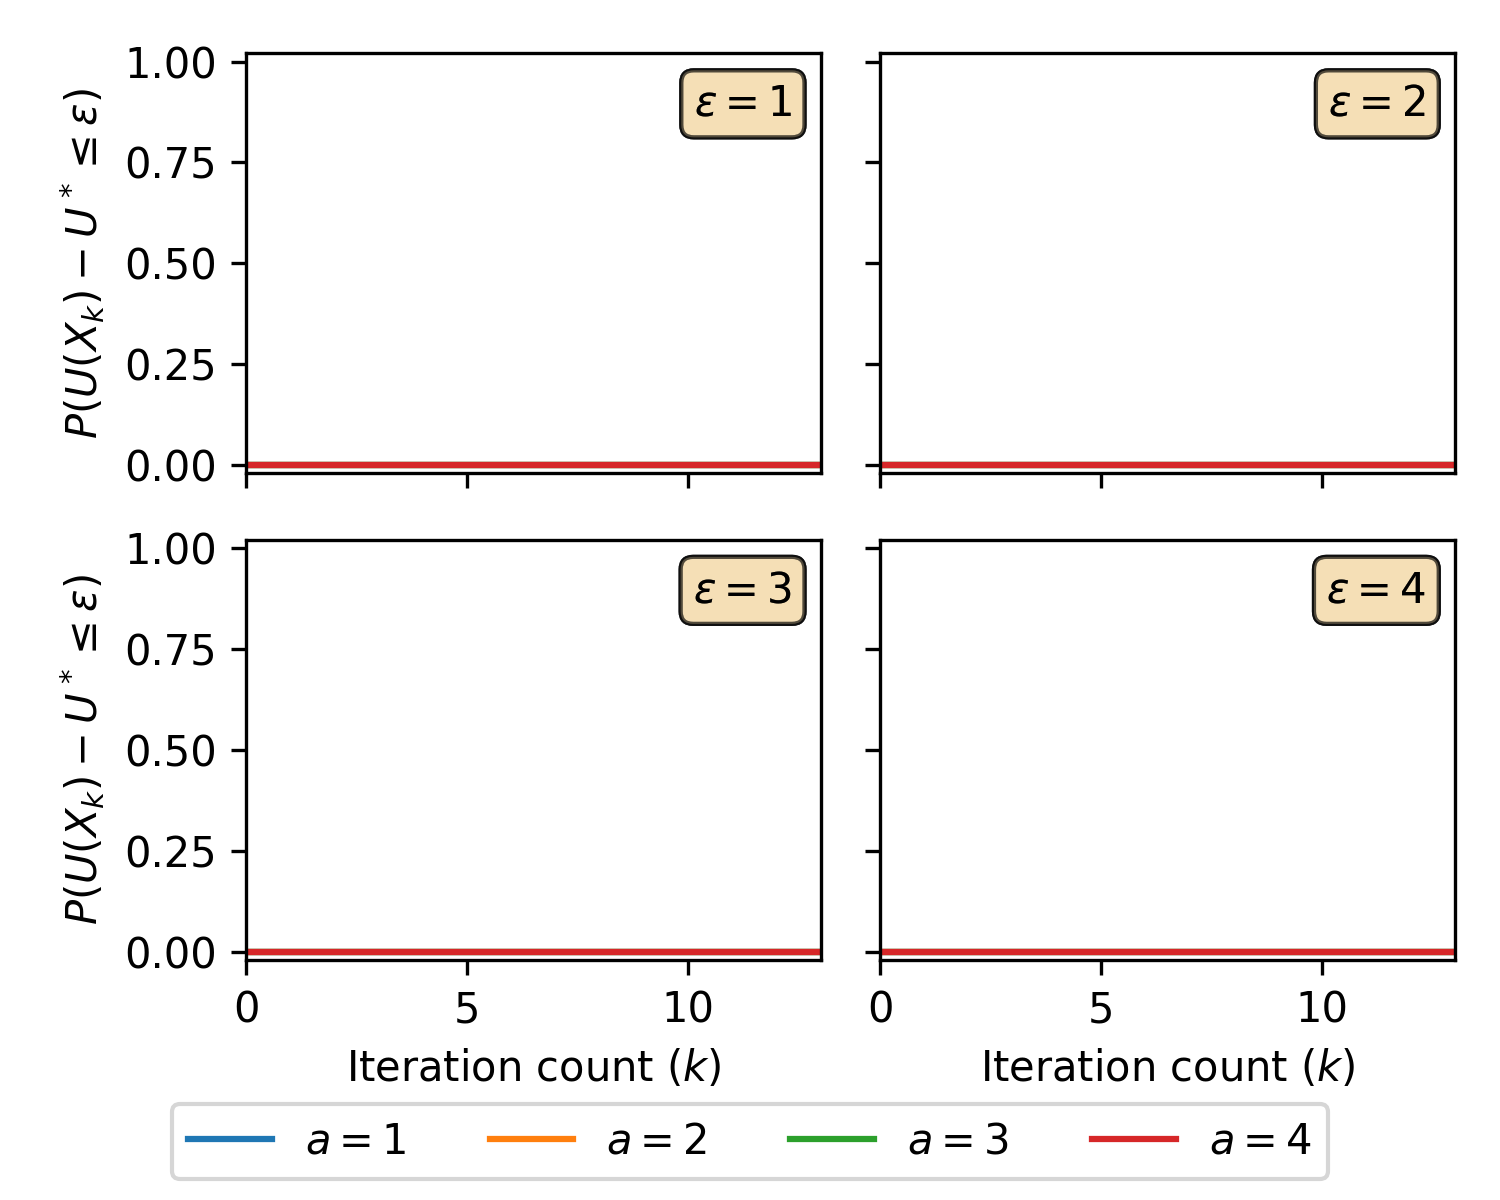 1.00
0.75
0.50
0.25
0.00
P(U(X_k) − U* ≤ ε)
ε = 1
ε = 2
1.00
0.75
0.50
0.25
0.00
P(U(X_k) − U* ≤ ε)
ε = 3
ε = 4
0 5 10
0 5 10
Iteration count (k)
Iteration count (k)
a = 1 a = 2 a = 3 a = 4